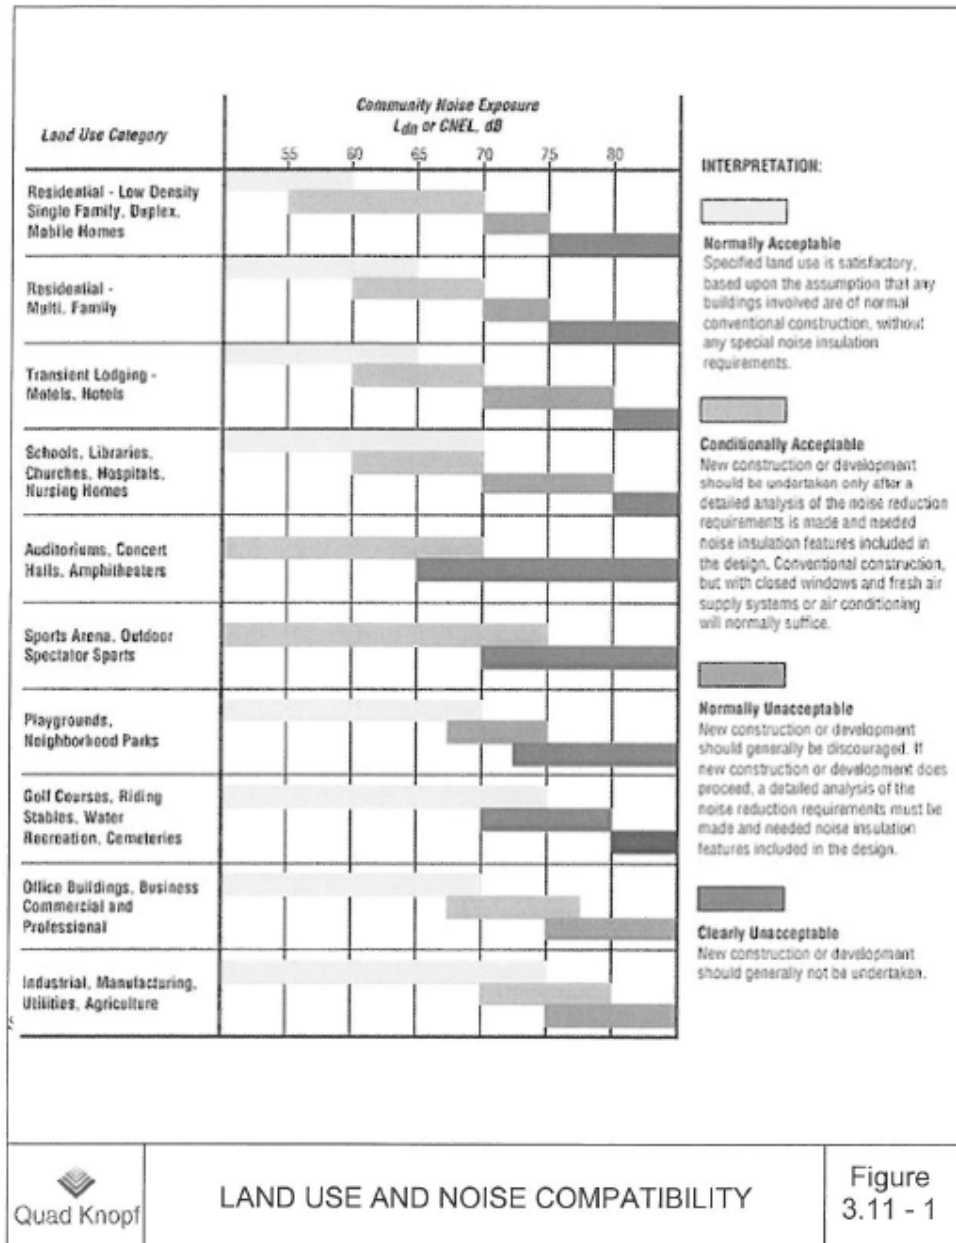 Land Use Category
Community Noise Exposure
Ldn or CNEL, dB
55 60 65 70 75 80
Residential - Low Density
Single Family, Duplex,
Mobile Homes
Residential -
Multi. Family
Transient Lodging -
Motels, Hotels
Schools, Libraries,
Churches, Hospitals,
Nursing Homes
Auditoriums, Concert
Halls, Amphitheaters
Sports Arena, Outdoor
Spectator Sports
Playgrounds,
Neighborhood Parks
Golf Courses, Riding
Stables, Water
Recreation, Cemeteries
Office Buildings, Business
Commercial and
Professional
Industrial, Manufacturing,
Utilities, Agriculture
INTERPRETATION:
Normally Acceptable
Specified land use is satisfactory,
based upon the assumption that any
buildings involved are of normal
conventional construction, without
any special noise insulation
requirements.
Conditionally Acceptable
New construction or development
should be undertaken only after a
detailed analysis of the noise reduction
requirements is made and needed
noise insulation features included in
the design. Conventional construction,
but with closed windows and fresh air
supply systems or air conditioning
will normally suffice.
Normally Unacceptable
New construction or development
should generally be discouraged. If
new construction or development does
proceed, a detailed analysis of the
noise reduction requirements must be
made and needed noise insulation
features included in the design.
Clearly Unacceptable
New construction or development
should generally not be undertaken.
Quad Knopf
LAND USE AND NOISE COMPATIBILITY
Figure
3.11 - 1